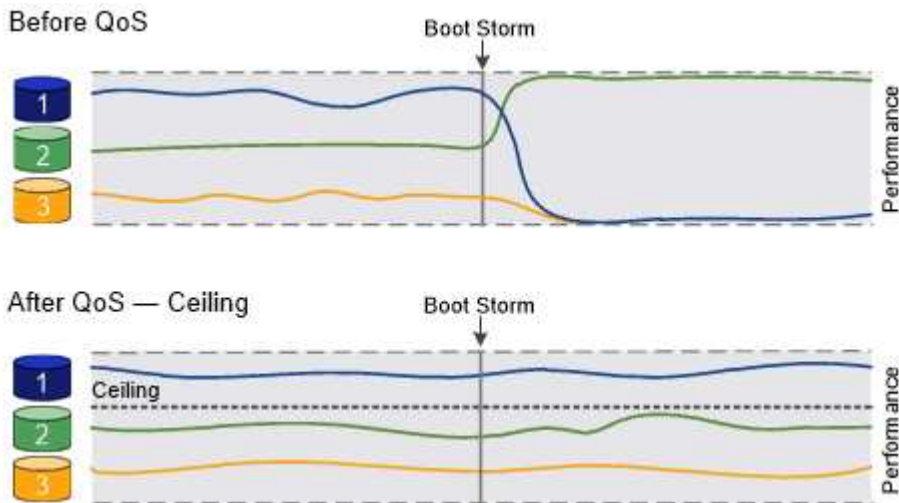 Before QoS
Boot Storm
1
2
3
Performance
After QoS — Ceiling
Boot Storm
1
Ceiling
2
3
Performance